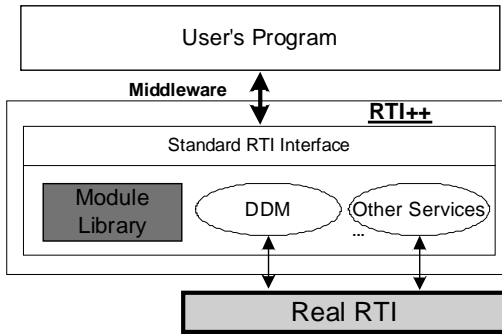 User's Program
Middleware
RTI++
Standard RTI Interface
Module
Library
DDM
Other Services
...
Real RTI